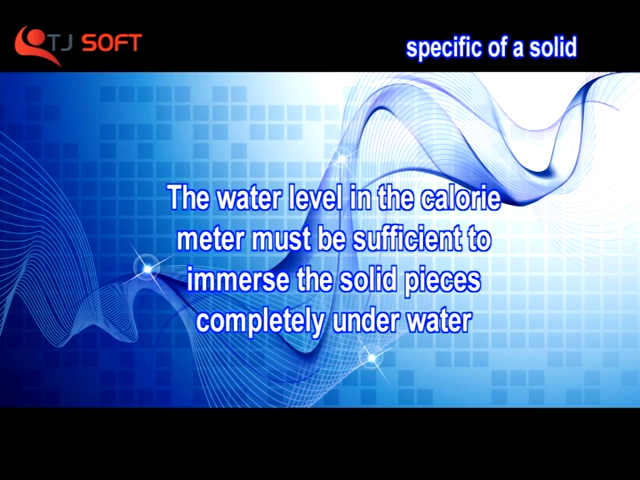 TJ SOFT
specific of a solid
The water level in the calorie
meter must be sufficient to
immerse the solid pieces
completely under water